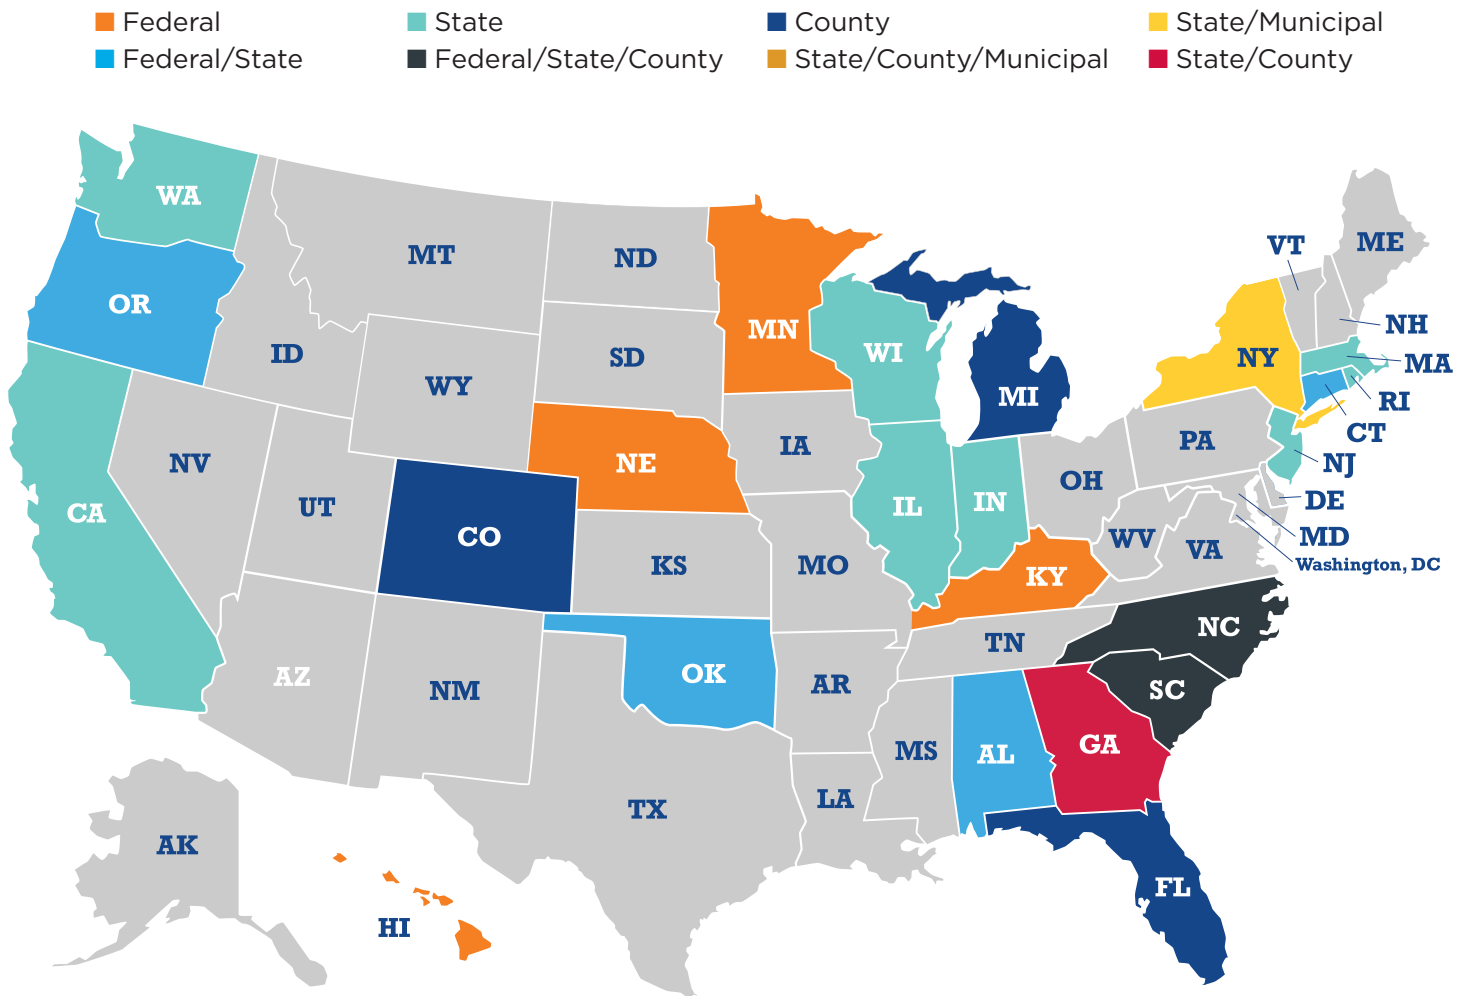 Federal
State
County
State/Municipal
Federal/State
Federal/State/County
State/County/Municipal
State/County
WA
MT
ND
MN
VT
ME
OR
ID
SD
WI
NH
WY
MI
NY
MA
RI
NV
NE
IA
PA
CT
CA
UT
CO
IL
IN
OH
NJ
DE
KS
MO
WV
VA
MD
Washington, DC
KY
AZ
NM
OK
AR
TN
NC
SC
TX
LA
MS
AL
GA
AK
HI
FL